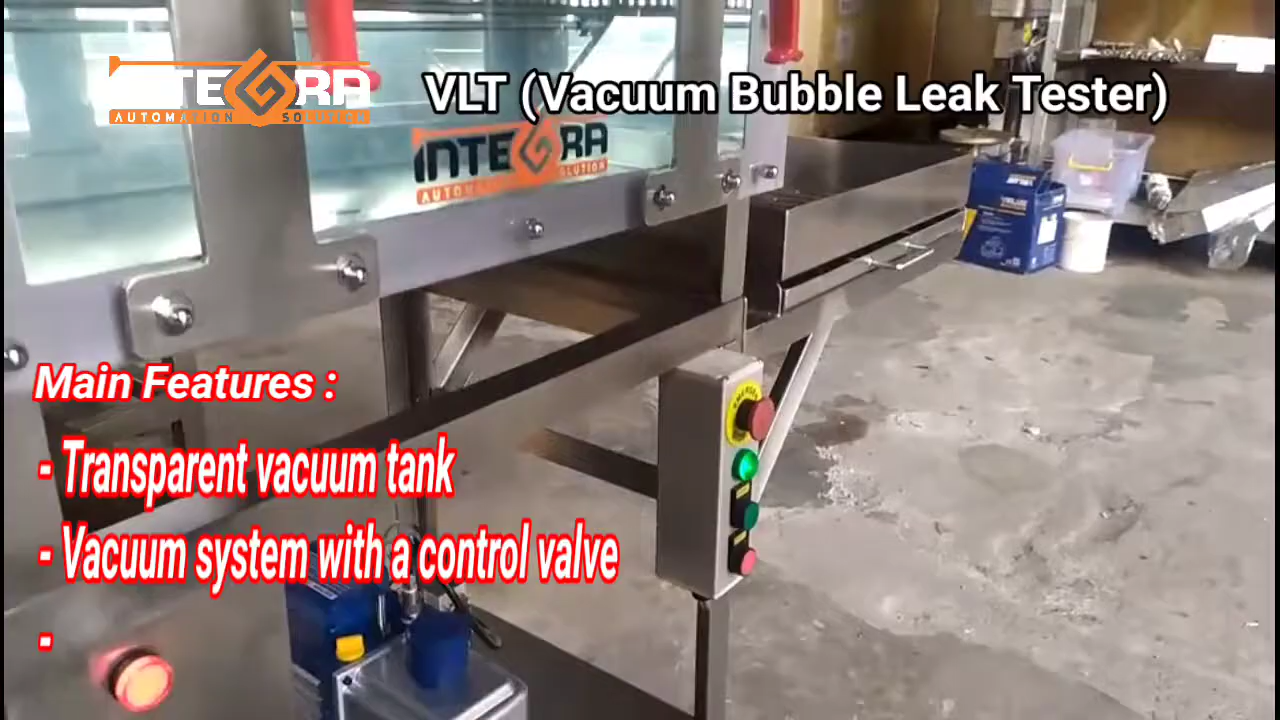 INTEGRA
AUTOMATION SOLUTION
VLT (Vacuum Bubble Leak Tester)
INTEGRA
Main Features :
- Transparent vacuum tank
- Vacuum system with a control valve
-